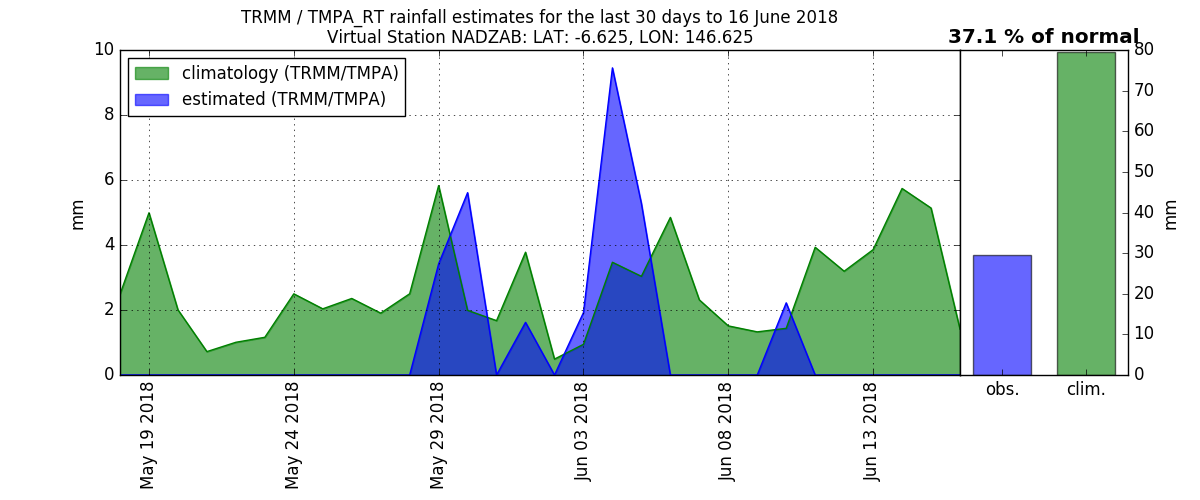 TRMM / TMPA_RT rainfall estimates for the last 30 days to 16 June 2018
Virtual Station NADZAB: LAT: -6.625, LON: 146.625
37.1 % of normal
climatology (TRMM/TMPA)
estimated (TRMM/TMPA)
10
8
6
4
2
0
mm
May 19 2018
May 24 2018
May 29 2018
Jun 03 2018
Jun 08 2018
Jun 13 2018
80
70
60
50
40
30
20
10
0
mm
obs.
clim.